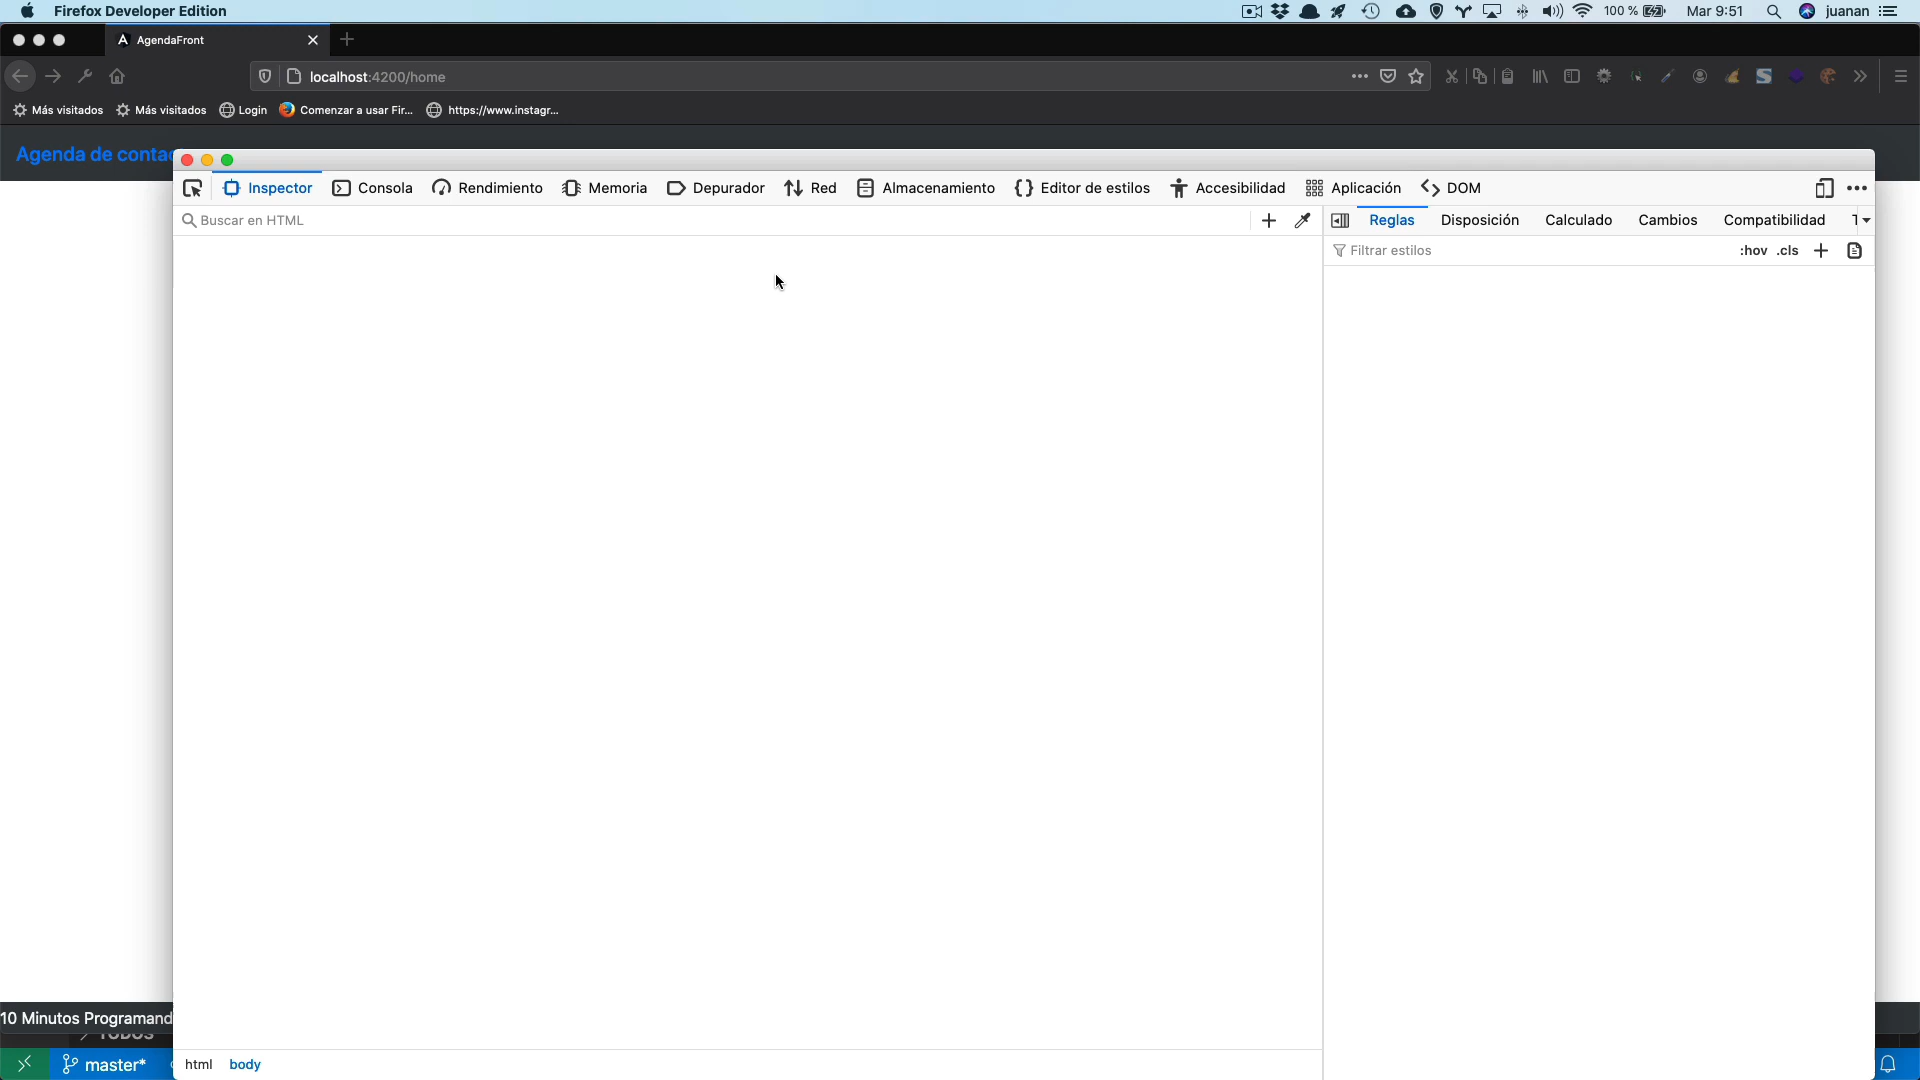 Firefox Developer Edition
100 %
Mar 9:51
juanan
AgendaFront
localhost:4200/home
Más visitados
Más visitados
Login
Comenzar a usar Fir...
https://www.instagr...
Agenda de contac
Inspector
Consola
Rendimiento
Memoria
Depurador
Red
Almacenamiento
Editor de estilos
Accesibilidad
Aplicación
DOM
Buscar en HTML
Reglas
Disposición
Calculado
Cambios
Compatibilidad
Filtrar estilos
:hov
.cls
10 Minutos Programand
TODOS
master*
html
body